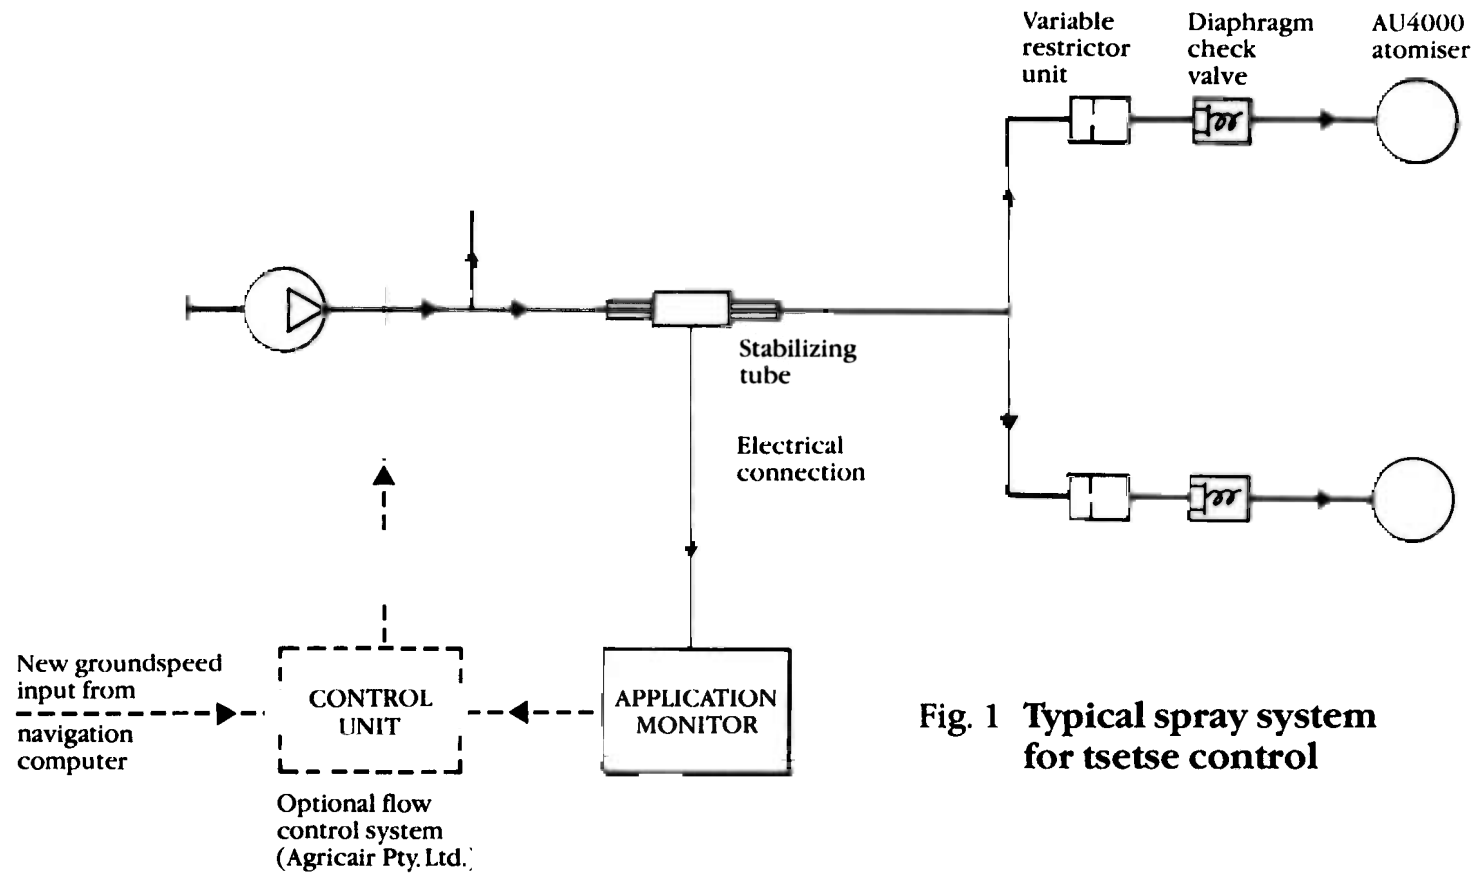 Variable
restrictor
unit
Diaphragm
check
valve
AU4000
atomiser
Stabilizing
tube
Electrical
connection
New groundspeed
input from
navigation
computer
CONTROL
UNIT
APPLICATION
MONITOR
Optional flow
control system
(Agricair Pty. Ltd.)
Fig. 1 Typical spray system
for tsetse control